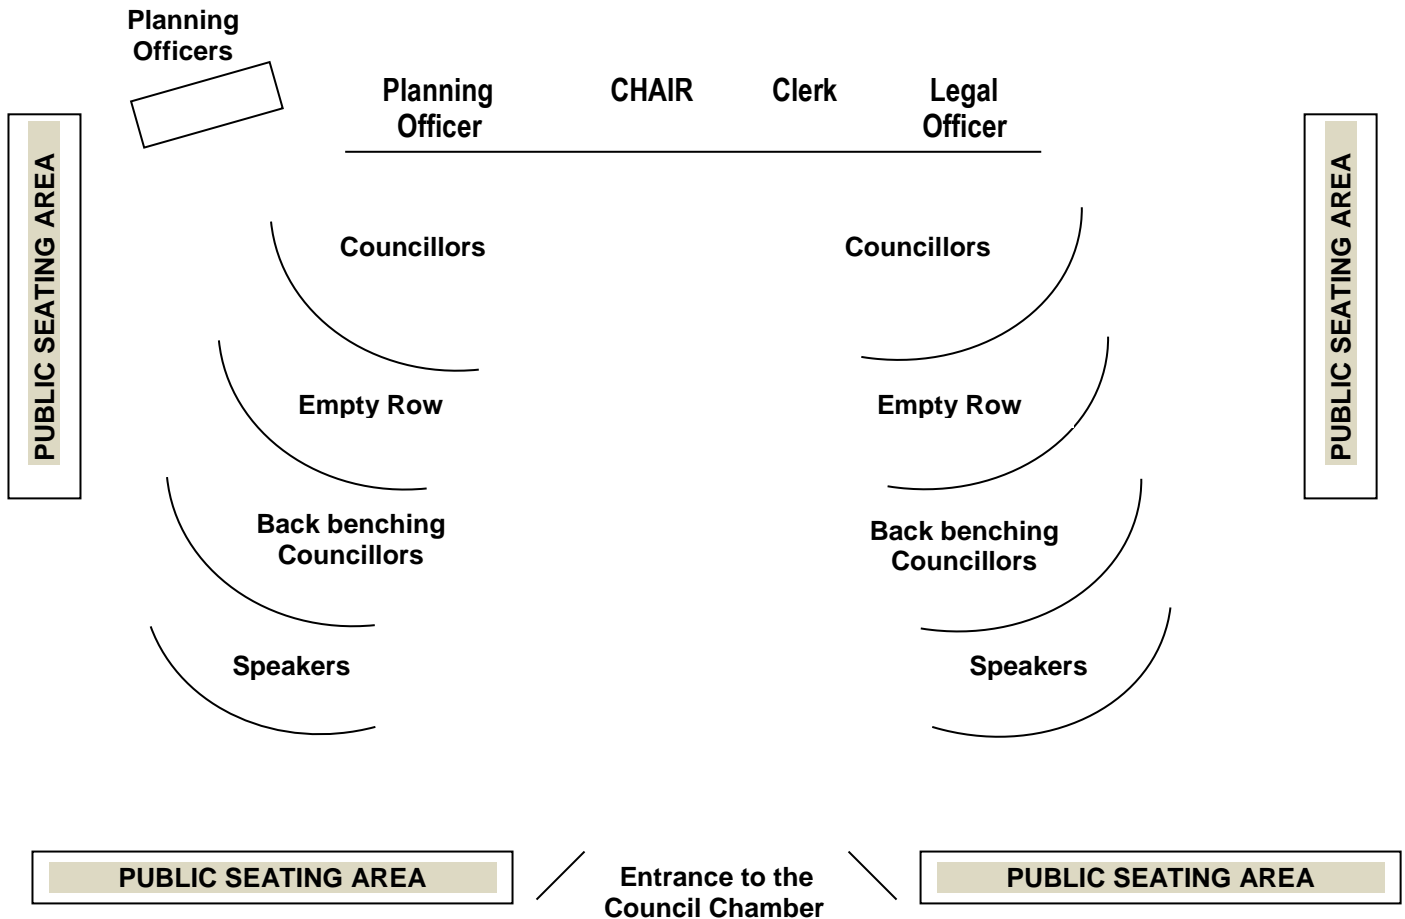 Planning
Officers
Planning
Officer
CHAIR
Clerk
Legal
Officer
PUBLIC SEATING AREA
PUBLIC SEATING AREA
Councillors
Councillors
Empty Row
Empty Row
Back benching
Councillors
Back benching
Councillors
Speakers
Speakers
PUBLIC SEATING AREA
Entrance to the
Council Chamber
PUBLIC SEATING AREA